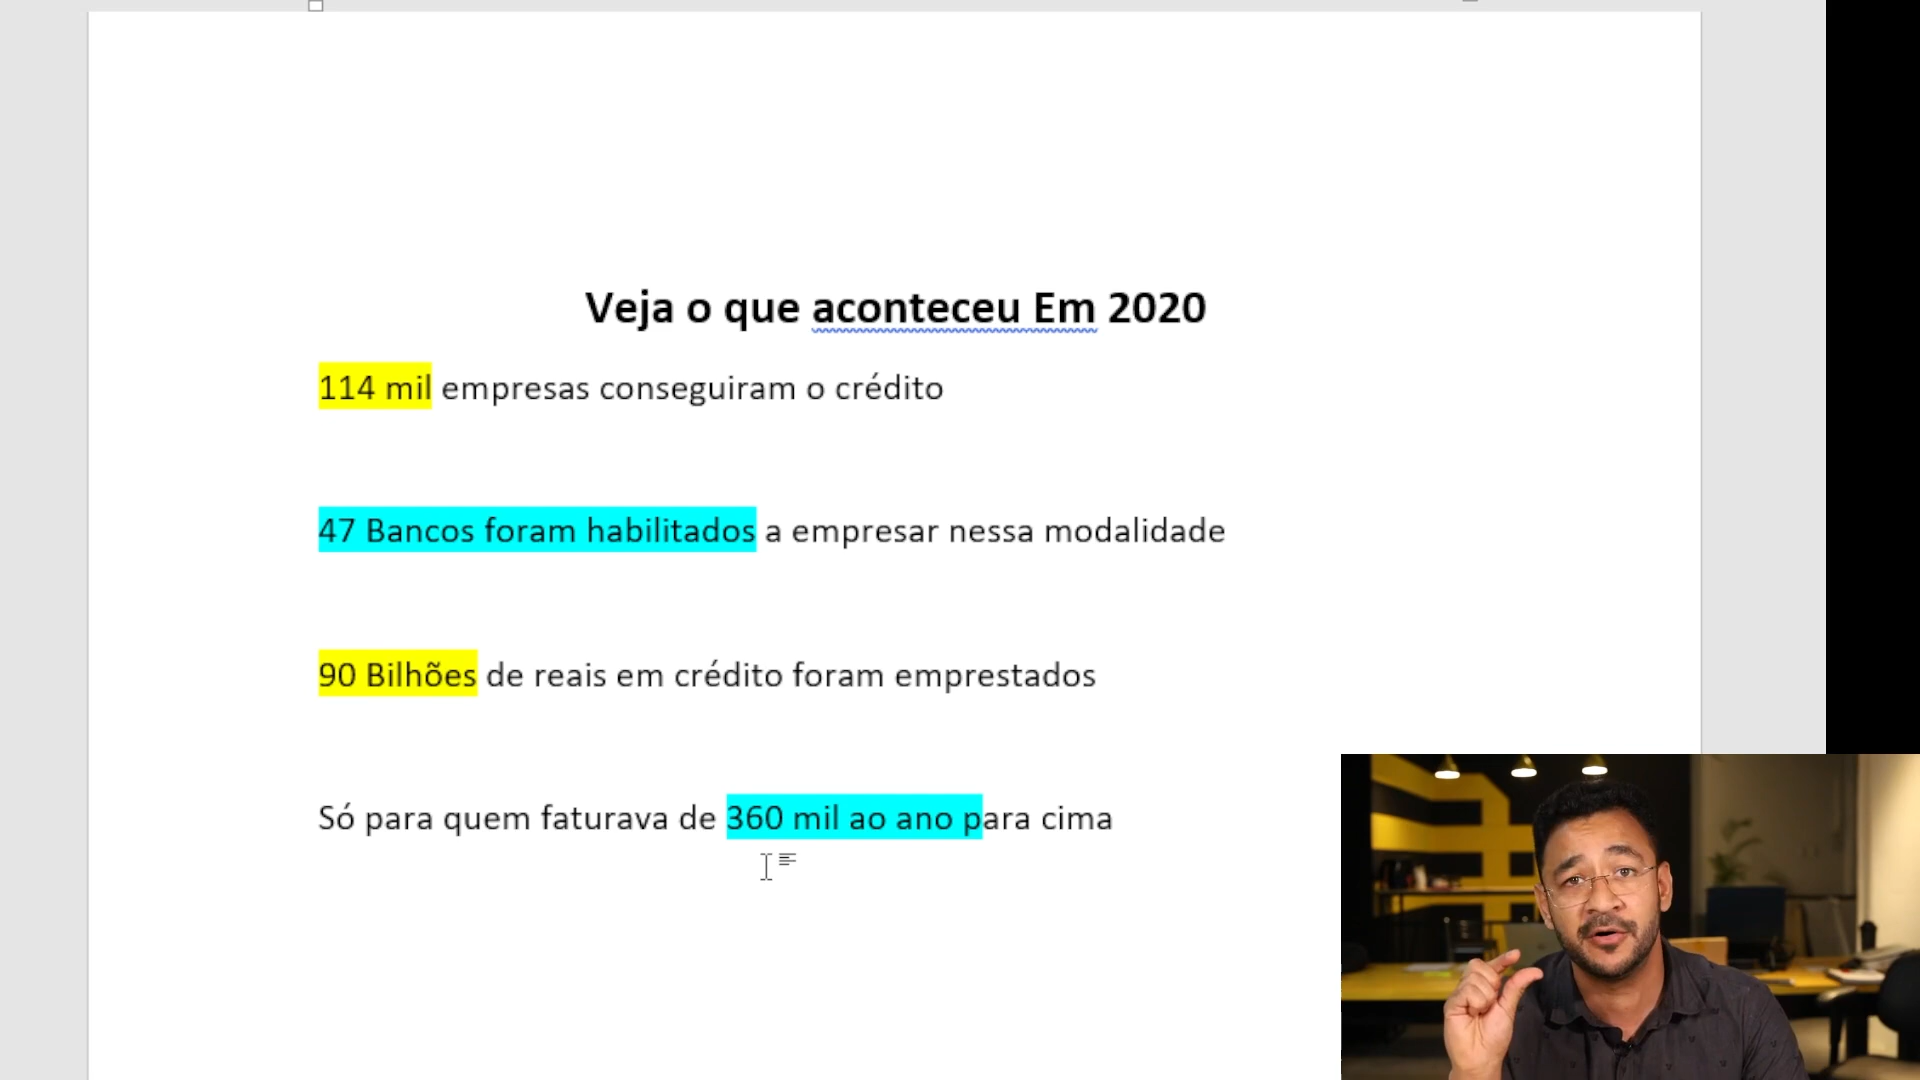 Veja o que aconteceu Em 2020
114 mil empresas conseguiram o crédito
47 Bancos foram habilitados a empresar nessa modalidade
90 Bilhões de reais em crédito foram emprestados
Só para quem faturava de 360 mil ao ano para cima